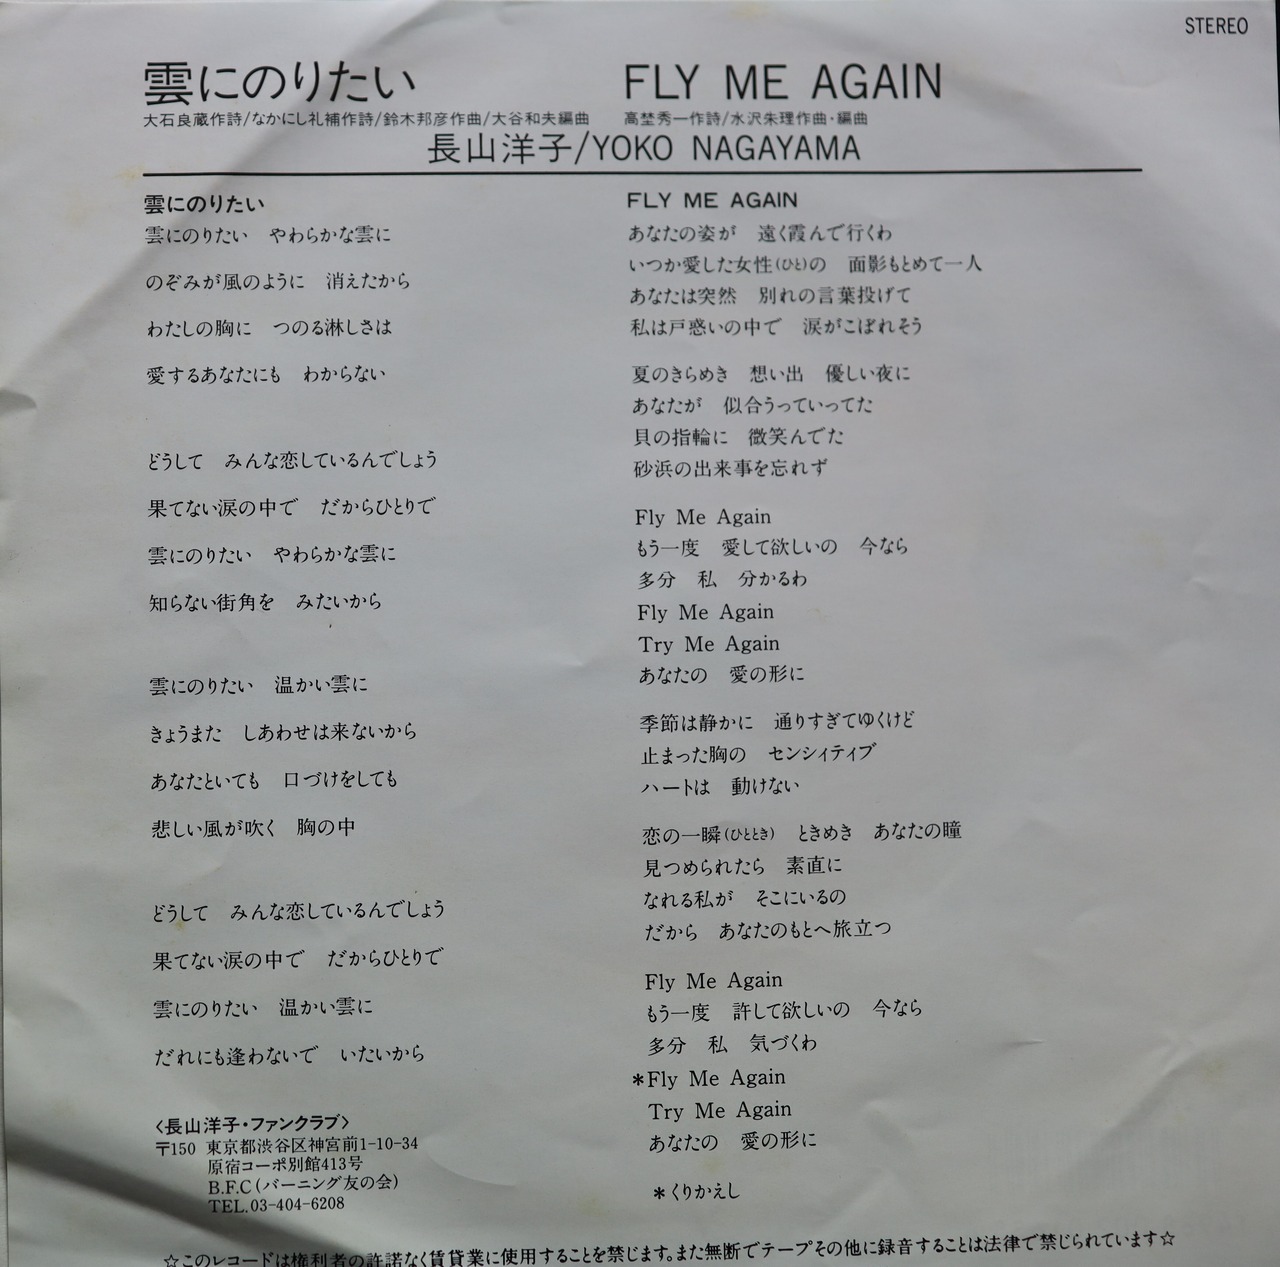 STEREO
雲にのりたい
大石良蔵作詩/なかにし礼補作詩/鈴木邦彦作曲/大谷和夫編曲
FLY ME AGAIN
高埜秀一作詩/水沢朱理作曲・編曲
長山洋子/YOKO NAGAYAMA
雲にのりたい
雲にのりたい　やわらかな雲に
のぞみが風のように　消えたから
わたしの胸に　つのる淋しさは
愛するあなたにも　わからない
どうして　みんな恋しているんでしょう
果てない涙の中で　だからひとりで
雲にのりたい　やわらかな雲に
知らない街角を　みたいから
雲にのりたい　温かい雲に
きょうまた　しあわせは来ないから
あなたといても　口づけをしても
悲しい風が吹く　胸の中
どうして　みんな恋しているんでしょう
果てない涙の中で　だからひとりで
雲にのりたい　温かい雲に
だれにも逢わないで　いたいから
〈長山洋子・ファンクラブ〉
〒150 東京都渋谷区神宮前1-10-34
原宿コーポ別館413号
B.F.C(バーニング友の会)
TEL.03-404-6208
FLY ME AGAIN
あなたの姿が　遠く霞んで行くわ
いつか愛した女性(ひと)の　面影もとめて一人
あなたは突然　別れの言葉投げて
私は戸惑いの中で　涙がこぼれそう
夏のきらめき　想い出　優しい夜に
あなたが　似合うっていってた
貝の指輪に　微笑んでた
砂浜の出来事を忘れず
Fly Me Again
もう一度　愛して欲しいの　今なら
多分　私　分かるわ
Fly Me Again
Try Me Again
あなたの　愛の形に
季節は静かに　通りすぎてゆくけど
止まった胸の　センシィティブ
ハートは　動けない
恋の一瞬(ひととき)　ときめき　あなたの瞳
見つめられたら　素直に
なれる私が　そこにいるの
だから　あなたのもとへ旅立つ
Fly Me Again
もう一度　許して欲しいの　今なら
多分　私　気づくわ
＊Fly Me Again
Try Me Again
あなたの　愛の形に
＊くりかえし
☆このレコードは権利者の許諾なく賃貸業に使用することを禁じます。また無断でテープその他に録音することは法律で禁じられています☆